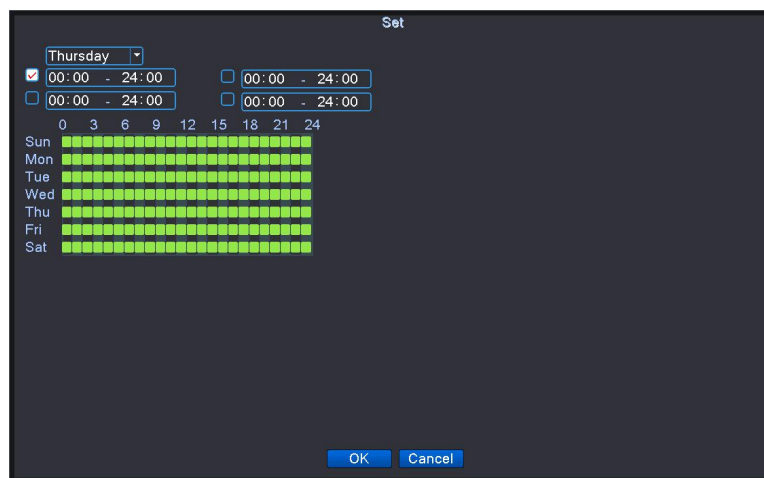 Set
Thursday
00:00 - 24:00 00:00 - 24:00
00:00 - 24:00 00:00 - 24:00
0 3 6 9 12 15 18 21 24
Sun
Mon
Tue
Wed
Thu
Fri
Sat
OK Cancel